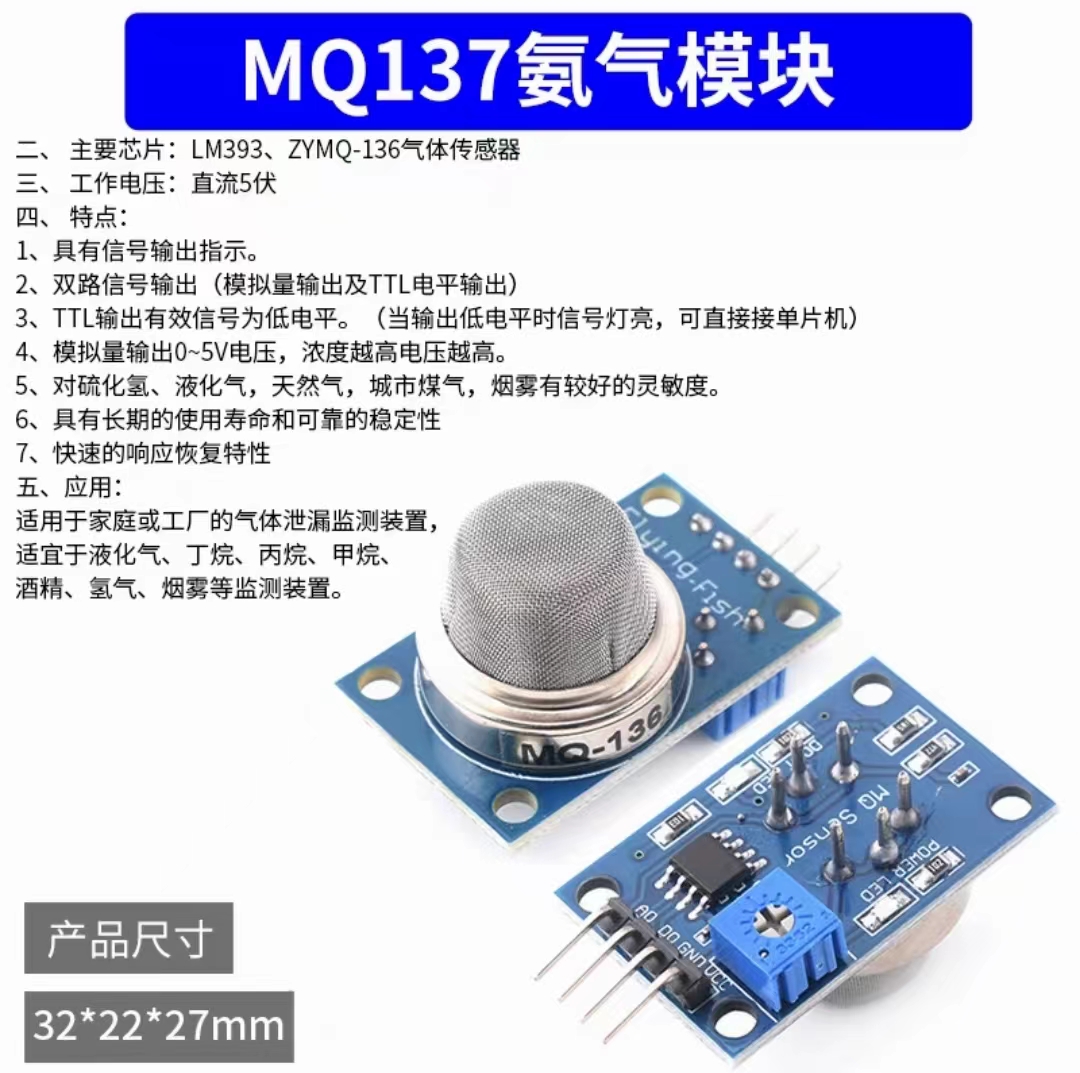 MQ137氨气模块
二、 主要芯片：LM393、ZYMQ-136气体传感器
三、 工作电压：直流5伏
四、 特点：
1、具有信号输出指示。
2、双路信号输出（模拟量输出及TTL电平输出）
3、TTL输出有效信号为低电平。（当输出低电平时信号灯亮，可直接接单片机）
4、模拟量输出0~5V电压，浓度越高电压越高。
5、对硫化氢、液化气，天然气，城市煤气，烟雾有较好的灵敏度。
6、具有长期的使用寿命和可靠的稳定性
7、快速的响应恢复特性
五、应用：
适用于家庭或工厂的气体泄漏监测装置，
适宜于液化气、丁烷、丙烷、甲烷、
酒精、氢气、烟雾等监测装置。
Flying-Fish
MQ-136
MQ Sensor
POWER LED
AO DO GND VCC
3352
产品尺寸
32*22*27mm